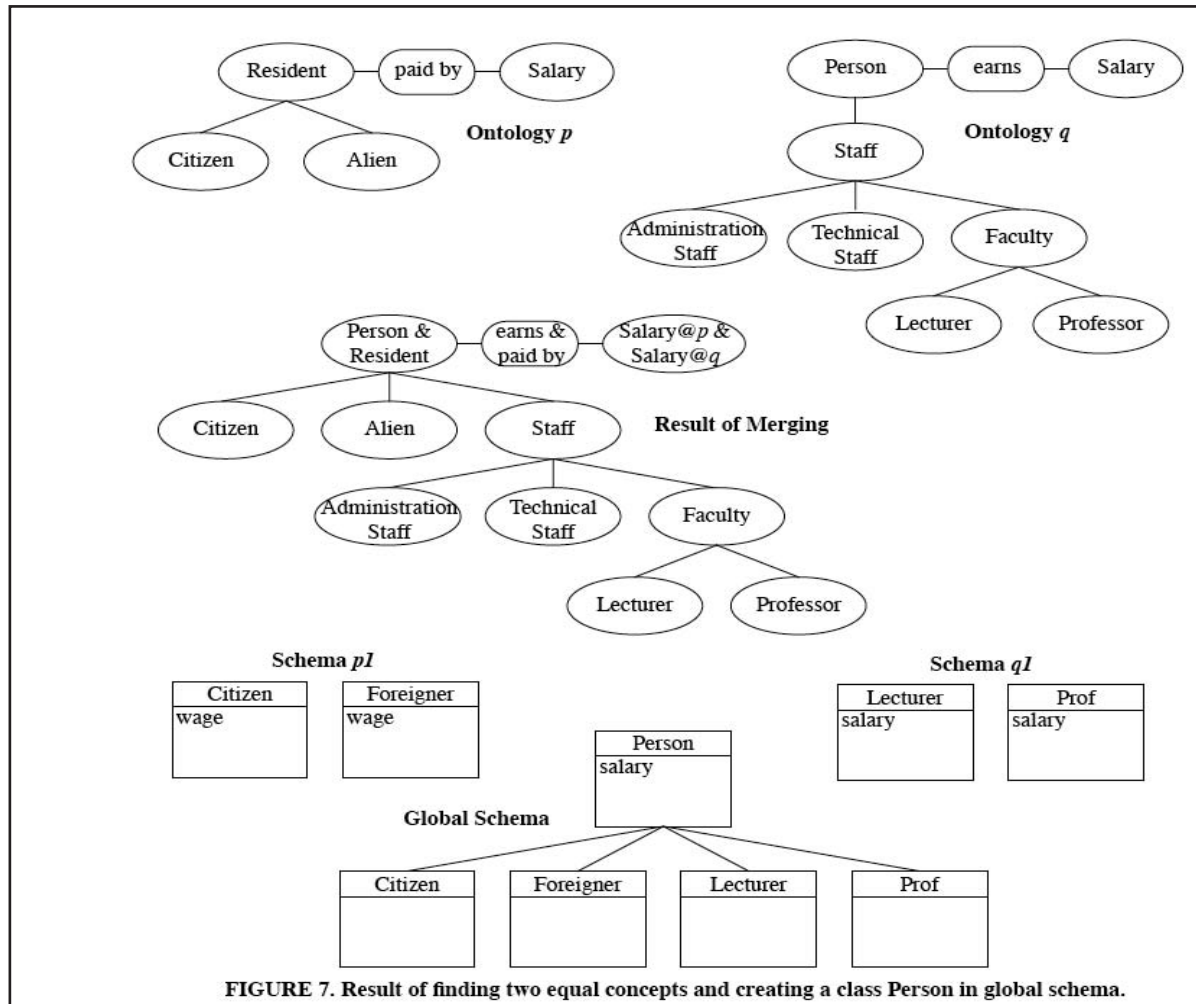 Resident
paid by
Salary
Ontology p
Citizen
Alien
Person
earns
Salary
Ontology q
Staff
Administration
Staff
Technical
Staff
Faculty
Lecturer
Professor
Person &
Resident
earns &
paid by
Salary@p &
Salary@q
Citizen
Alien
Staff
Result of Merging
Administration
Staff
Technical
Staff
Faculty
Lecturer
Professor
Schema p1
Citizen
wage
Foreigner
wage
Schema q1
Lecturer
salary
Prof
salary
Person
salary
Global Schema
Citizen
Foreigner
Lecturer
Prof
FIGURE 7. Result of finding two equal concepts and creating a class Person in global schema.